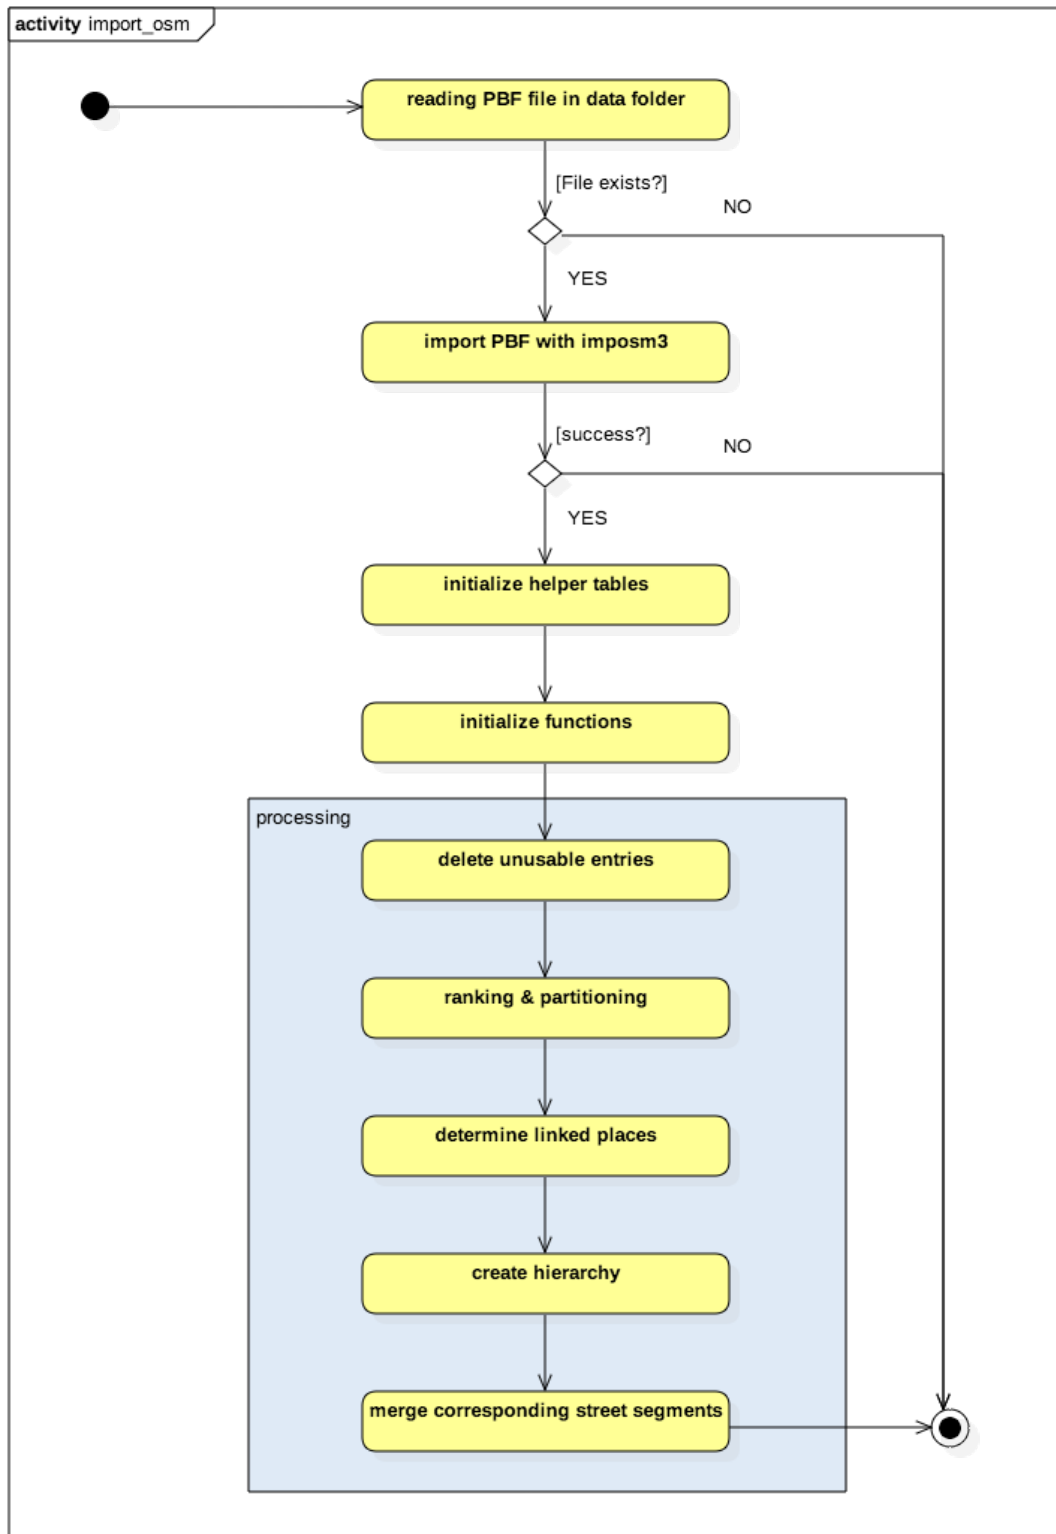 activity import_osm
reading PBF file in data folder
[File exists?]
NO
YES
import PBF with imposm3
[success?]
NO
YES
initialize helper tables
initialize functions
processing
delete unusable entries
ranking & partitioning
determine linked places
create hierarchy
merge corresponding street segments